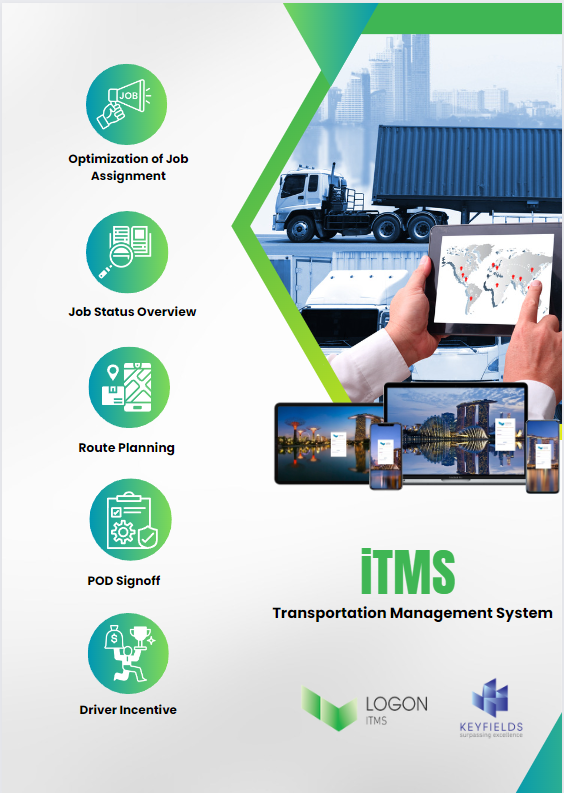 JOB
Optimization of Job
Assignment
Job Status Overview
Route Planning
POD Signoff
Driver Incentive
iTMS
Transportation Management System
LOGON
ITMS
KEYFIELDS
surpassing excellence